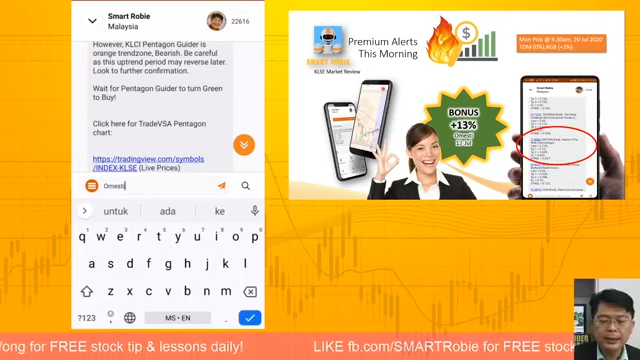 Smart Robie
Malaysia
22616
However, KLCI Pentagon Guider is
orange trendzone, Bearish. Be careful
as this uptrend period may reverse later.
Look to further confirmation.
Wait for Pentagon Guider to turn Green
to Buy!
Click here for TradeVSA Pentagon
chart:
https://tradingview.com/symbols
/INDEX-KLSE (Live Prices)
Omesti
untuk ada ke
q w e r t y u i o p
a s d f g h j k l
z x c v b n m
?123 , MS • EN .
SMART ROBIE
KLSE Market Review
Premium Alerts
This Morning
Mon Pick @ 9.30am, 20 Jul 2020
TDM (0%),KGB (+2%)
BONUS
+13%
Omesti
13 Jul
Smart Robie
Wong for FREE stock tip & lessons daily!
LIKE fb.com/SMARTRobie for FREE stock